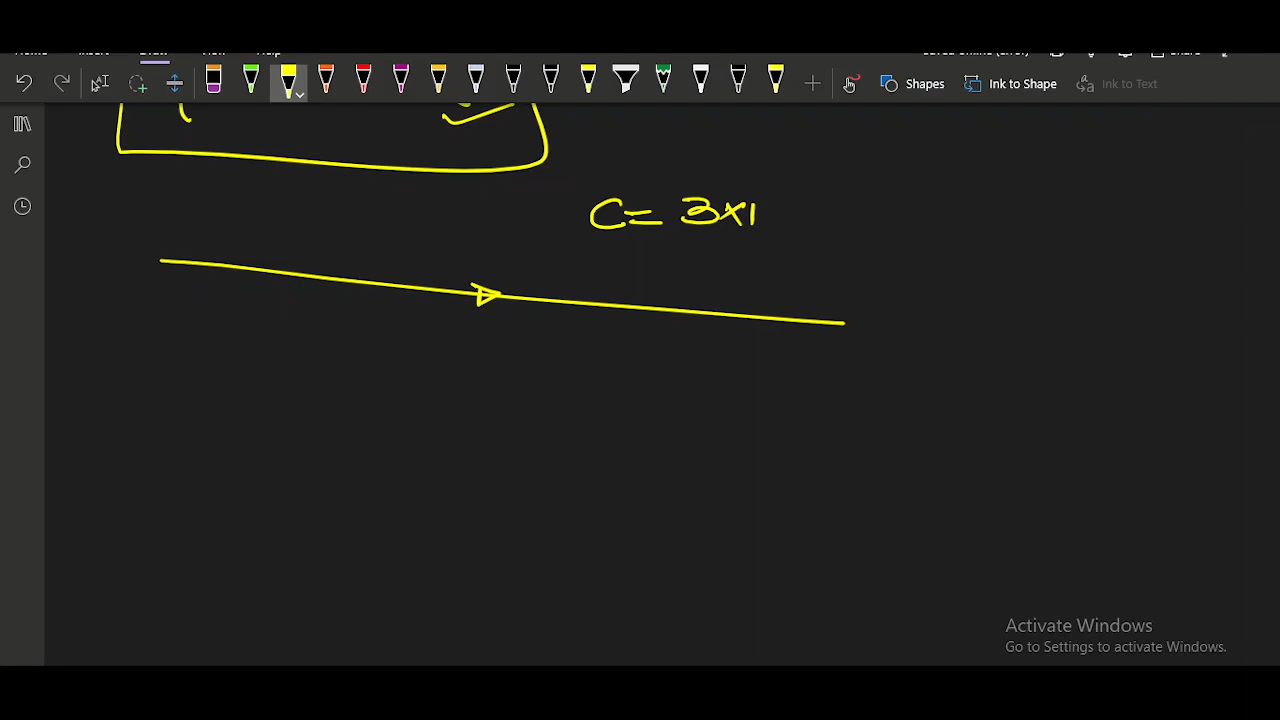 Shapes
Ink to Shape
Ink to Text
C= 3×1
Activate Windows
Go to Settings to activate Windows.